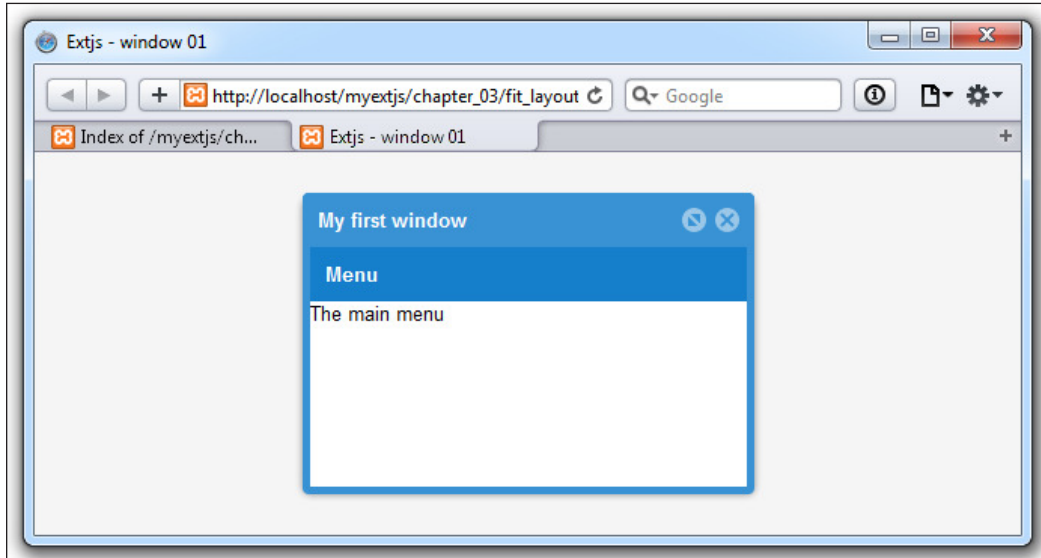 Extjs - window 01
http://localhost/myextjs/chapter_03/fit_layout
Google
Index of /myextjs/ch...
Extjs - window 01
My first window
Menu
The main menu